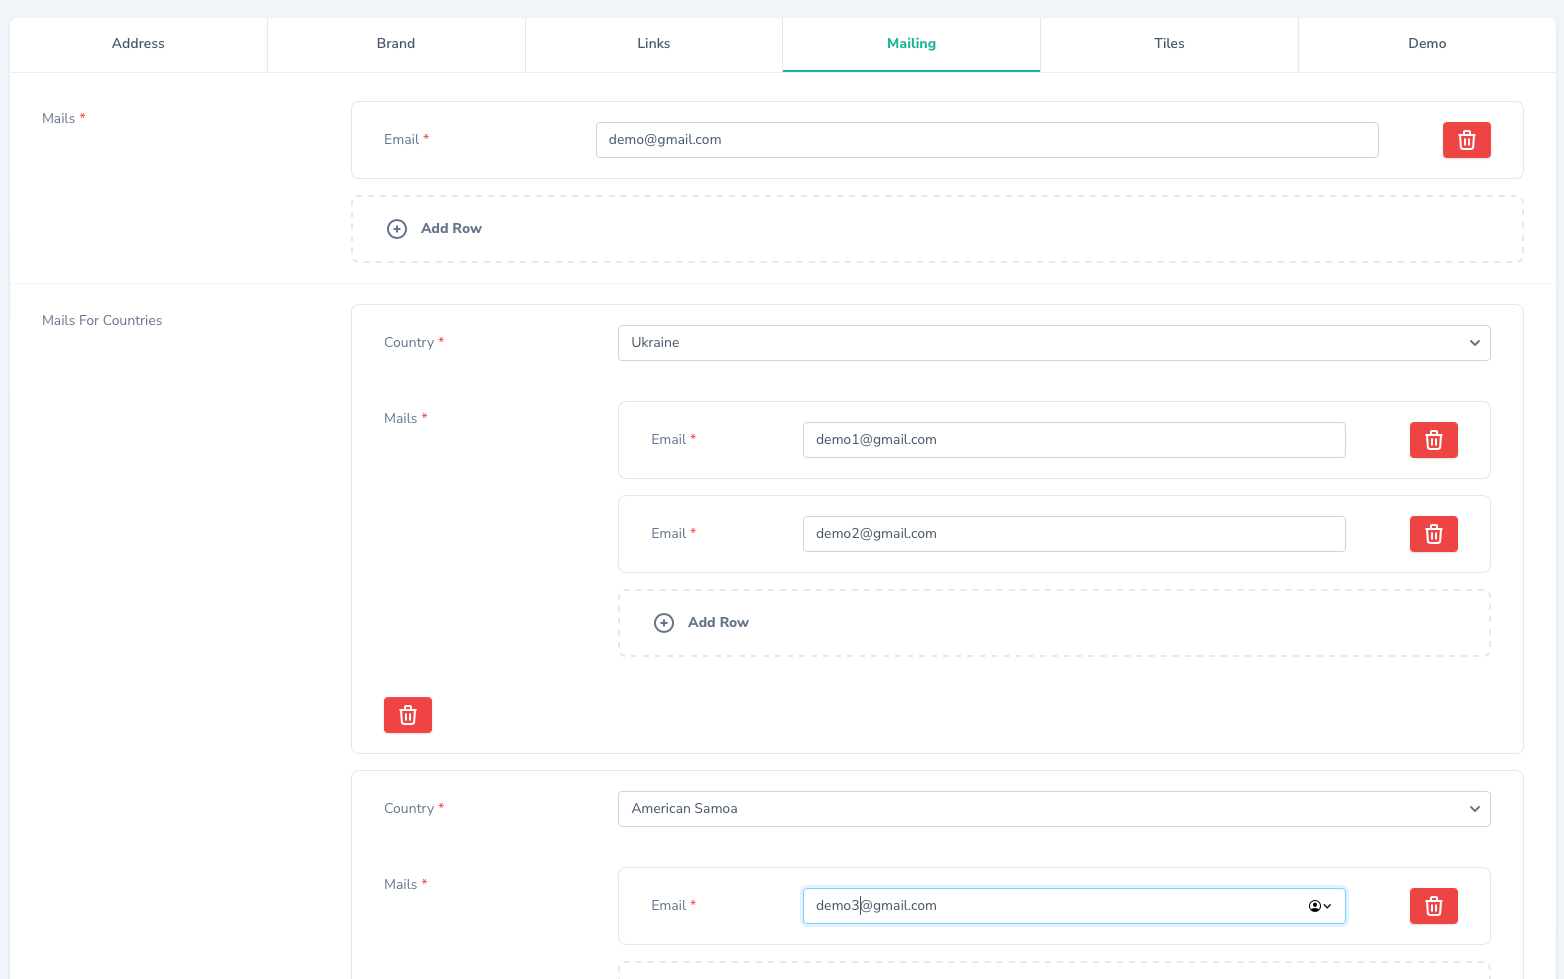 Address Brand Links Mailing Tiles Demo
Mails *
Email * demo@gmail.com
Add Row
Mails For Countries
Country * Ukraine
Mails *
Email * demo1@gmail.com
Email * demo2@gmail.com
Add Row
Country * American Samoa
Mails *
Email * demo3@gmail.com